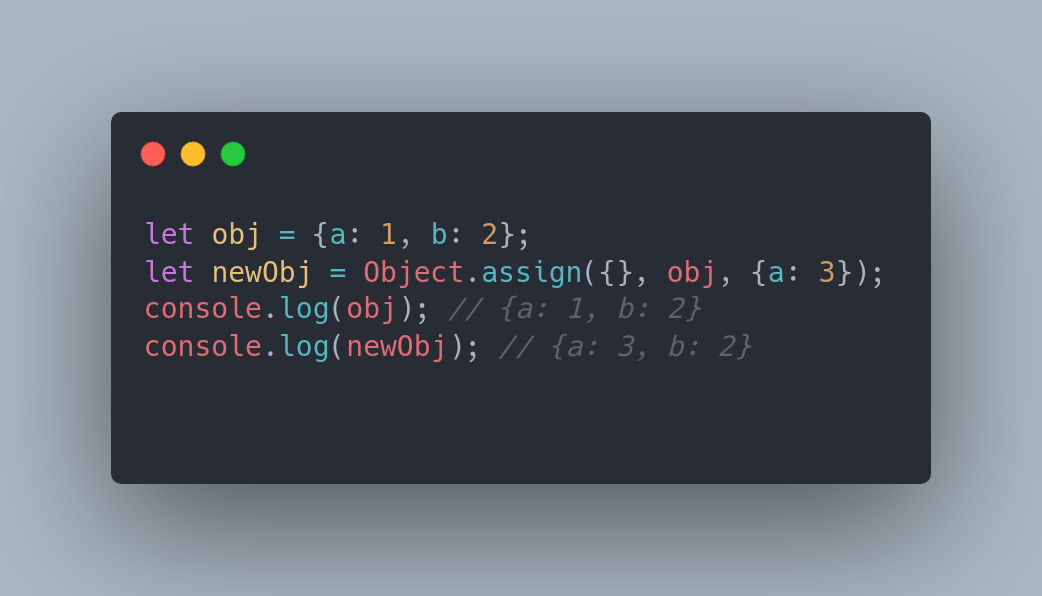 let obj = {a: 1, b: 2};
let newObj = Object.assign({}, obj, {a: 3});
console.log(obj); // {a: 1, b: 2}
console.log(newObj); // {a: 3, b: 2}